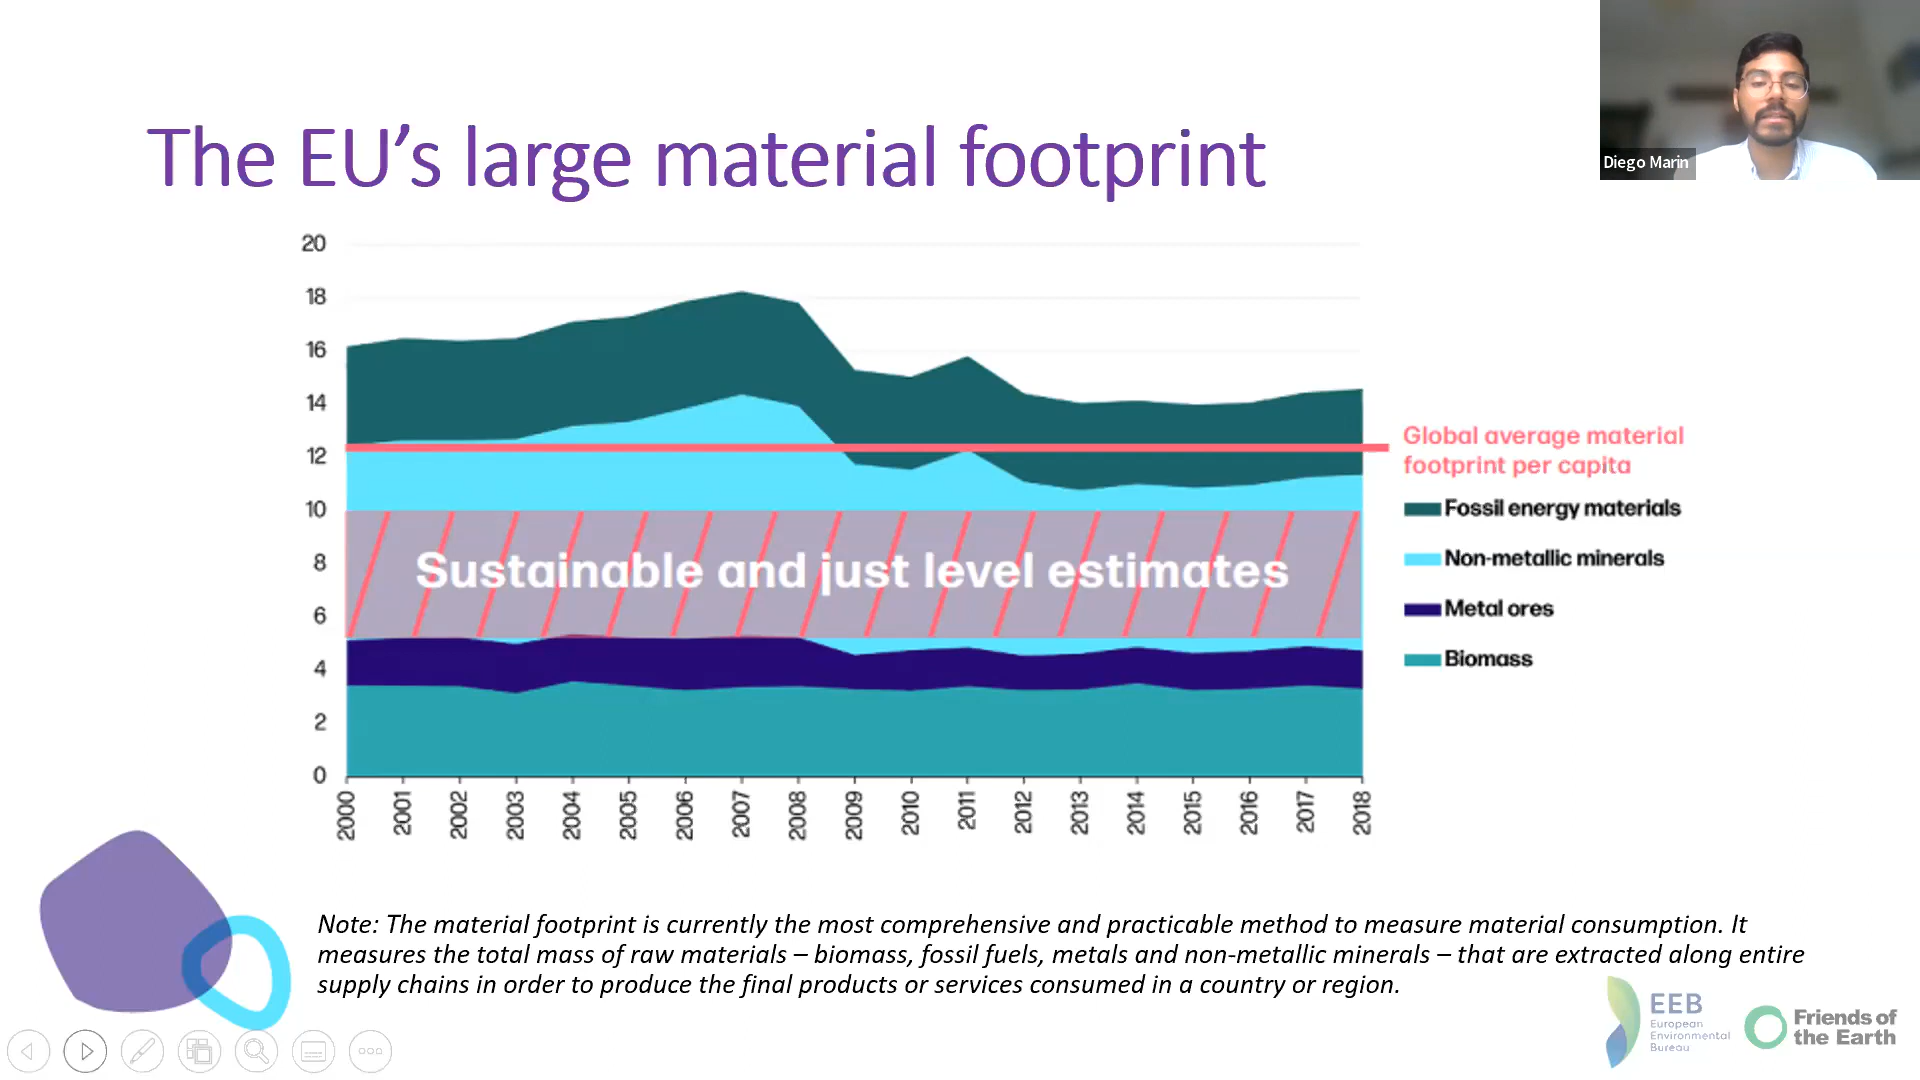 The EU’s large material footprint
Diego Marin
20
18
16
14
12
10
8
6
4
2
0
Sustainable and just level estimates
2000
2001
2002
2003
2004
2005
2006
2007
2008
2009
2010
2011
2012
2013
2014
2015
2016
2017
2018
Global average material
footprint per capita
Fossil energy materials
Non-metallic minerals
Metal ores
Biomass
Note: The material footprint is currently the most comprehensive and practicable method to measure material consumption. It
measures the total mass of raw materials – biomass, fossil fuels, metals and non-metallic minerals – that are extracted along entire
supply chains in order to produce the final products or services consumed in a country or region.
EEB
European
Environmental
Bureau
Friends of
the Earth